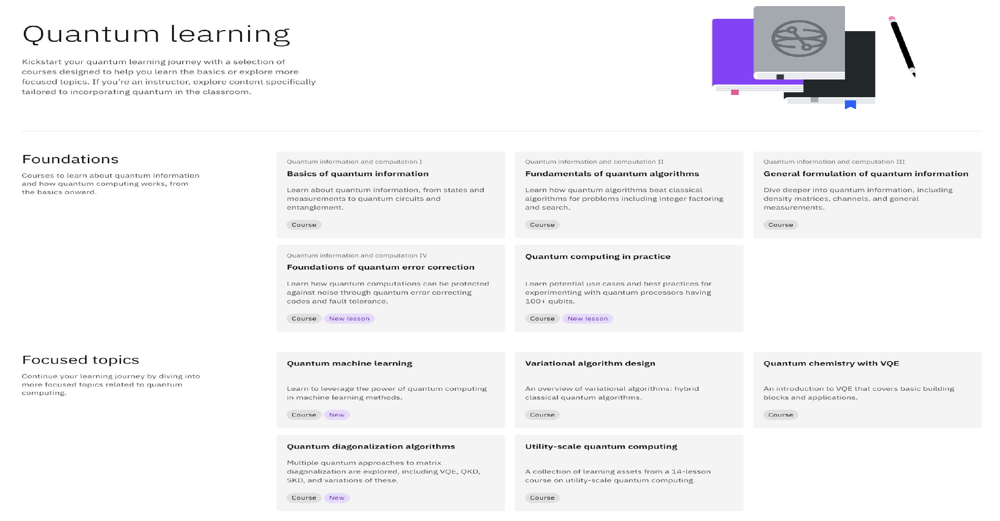 Quantum learning
Kickstart your quantum learning journey with a selection of
courses designed to help you learn the basics or explore more
focused topics. If you’re an instructor, explore content specifically
tailored to incorporating quantum in the classroom.
Foundations
Courses to learn about quantum information
and how quantum computing works, from
the basics onward.
Quantum information and computation I
Basics of quantum information
Learn about quantum information, from states and
measurements to quantum circuits and
entanglement.
Course
Quantum information and computation II
Fundamentals of quantum algorithms
Learn how quantum algorithms beat classical
algorithms for problems including integer factoring
and search.
Course
Quantum information and computation III
General formulation of quantum information
Dive deeper into quantum information, including
density matrices, channels, and general
measurements.
Course
Quantum information and computation IV
Foundations of quantum error correction
Learn how quantum computations can be protected
against noise through quantum error correcting
codes and fault tolerance.
Course New lesson
Quantum computing in practice
Learn potential use cases and best practices for
experimenting with quantum processors having
100+ qubits.
Course New lesson
Focused topics
Continue your learning journey by diving into
more focused topics related to quantum
computing.
Quantum machine learning
Learn to leverage the power of quantum computing
in machine learning methods.
Course New
Variational algorithm design
An overview of variational algorithms: hybrid
classical quantum algorithms.
Course
Quantum chemistry with VQE
An introduction to VQE that covers basic building
blocks and applications.
Course
Quantum diagonalization algorithms
Multiple quantum approaches to matrix
diagonalization are explored, including VQE, QKD,
SKD, and variations of these.
Course New
Utility-scale quantum computing
A collection of learning assets from a 14-lesson
course on utility-scale quantum computing.
Course